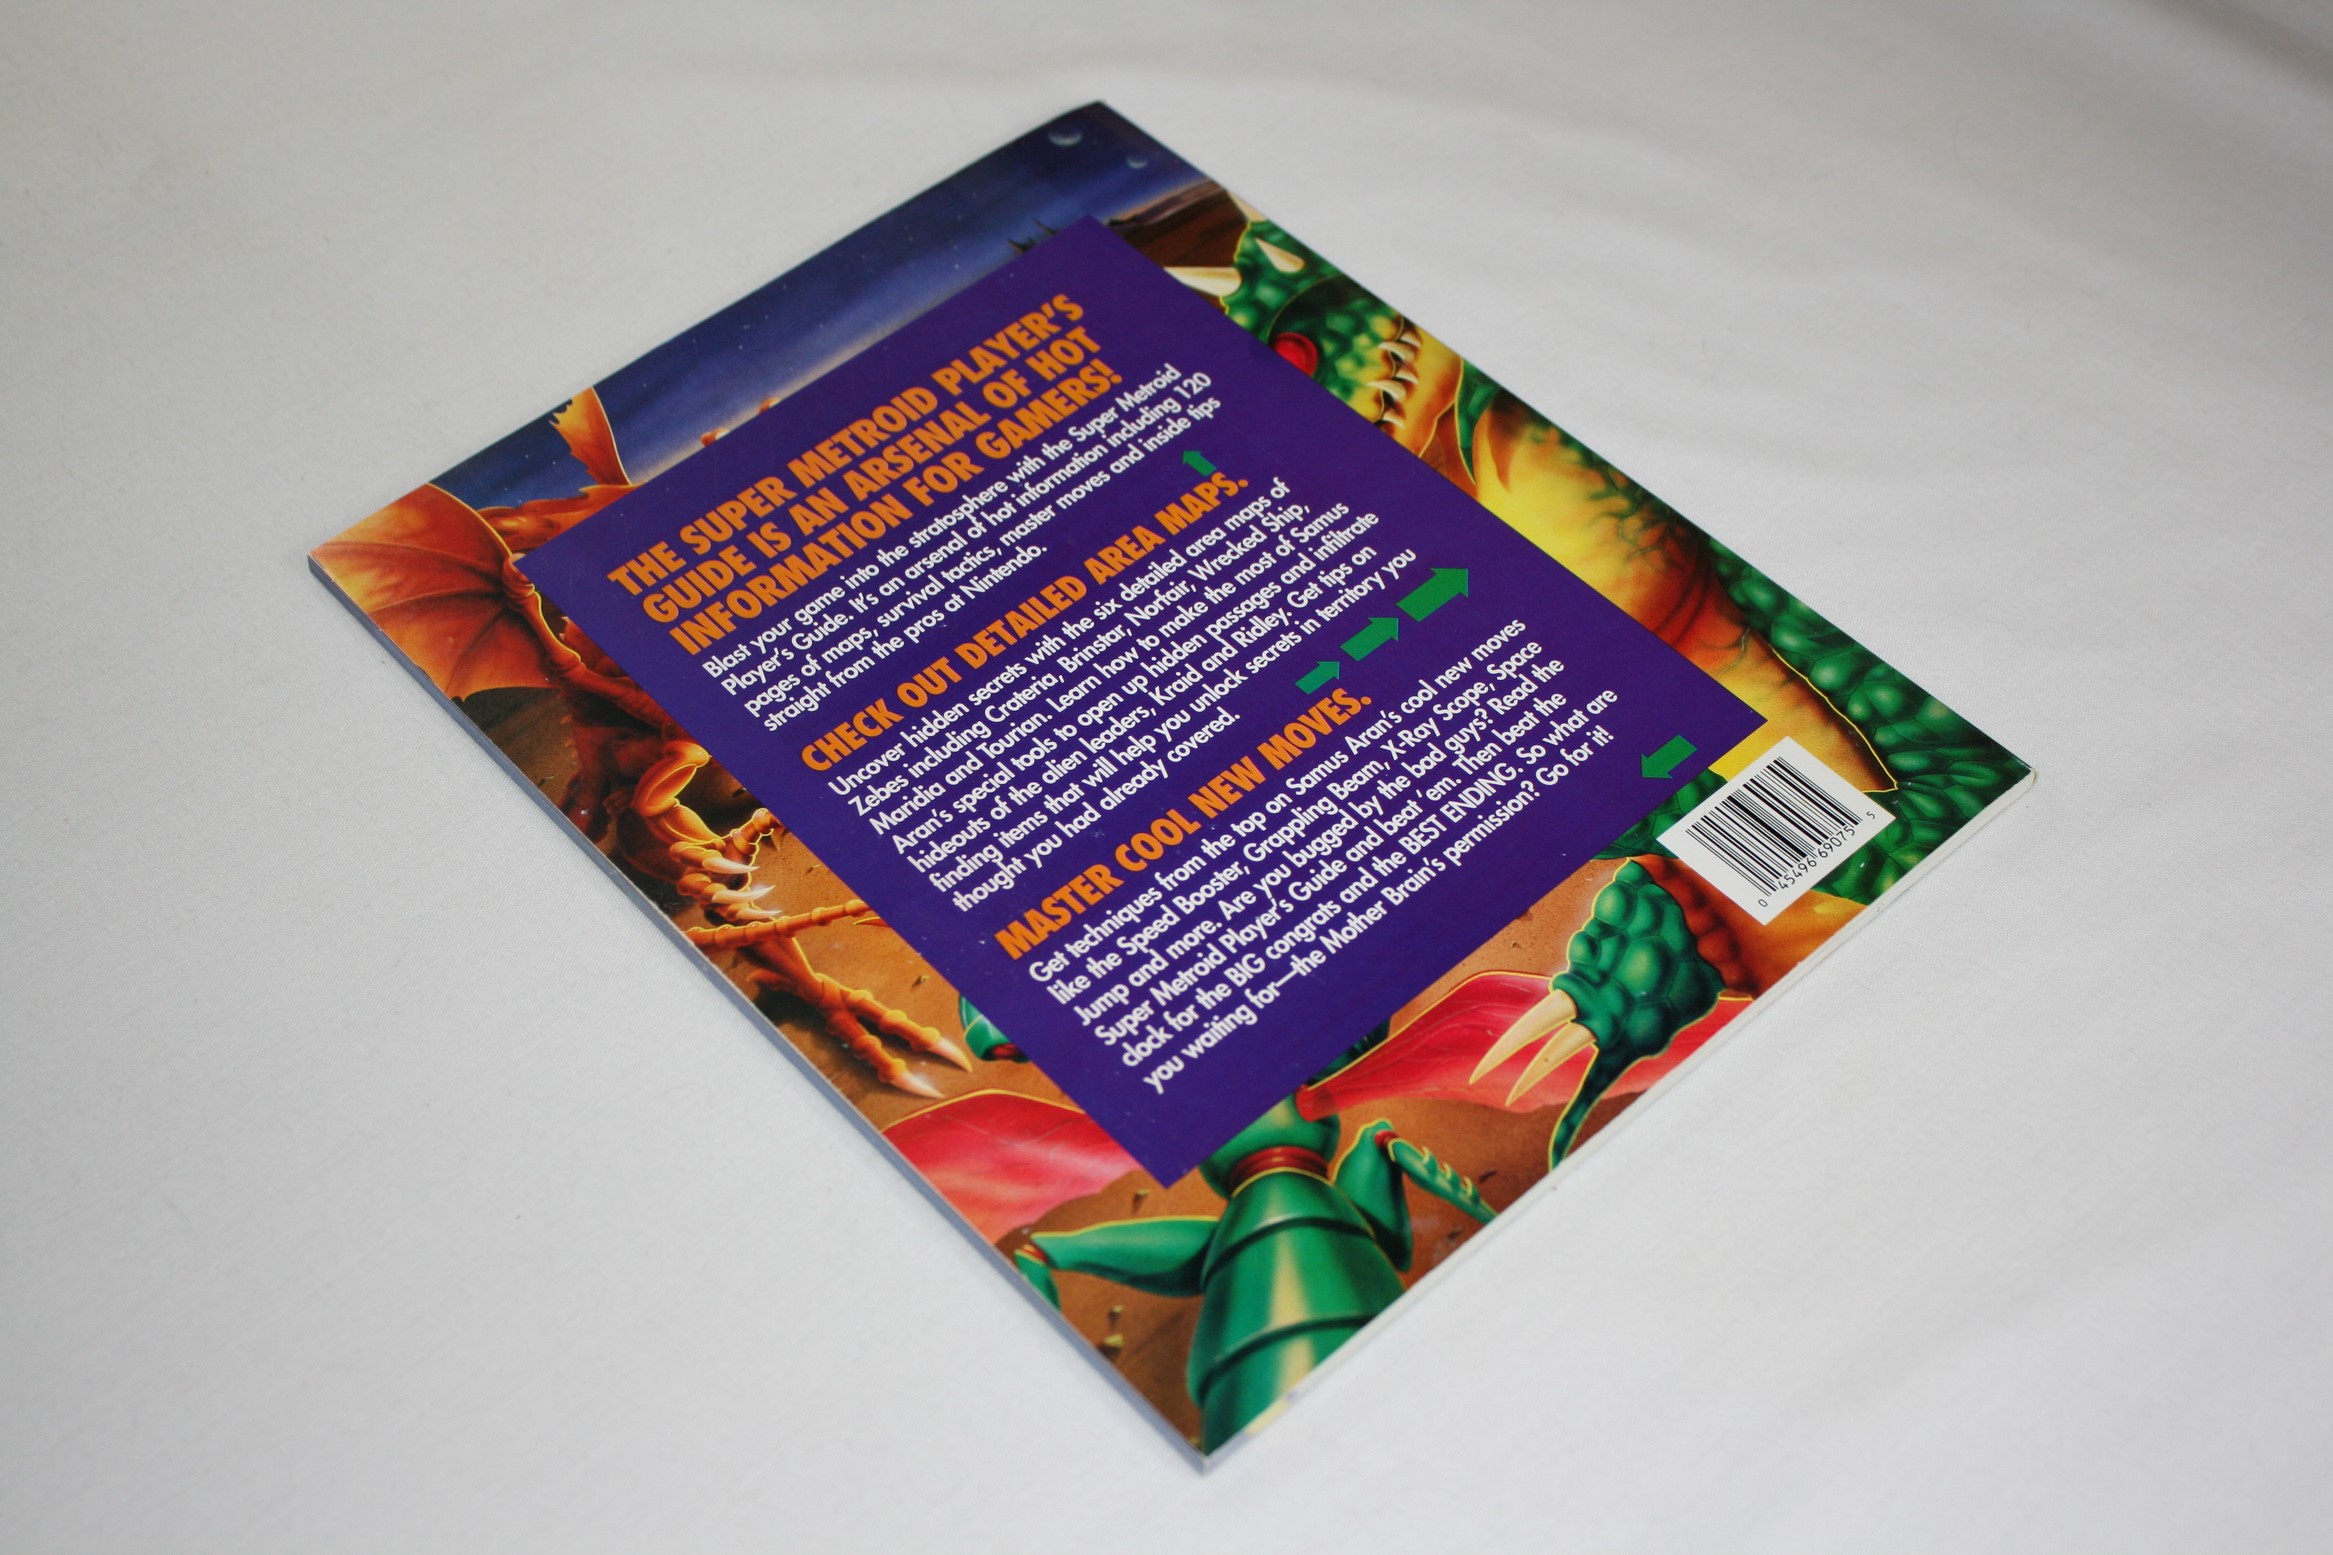 THE SUPER METROID PLAYER'S
GUIDE IS AN ARSENAL OF HOT
INFORMATION FOR GAMERS!
Blast your game into the stratosphere with the Super Metroid
Player's Guide. It's an arsenal of hot information including 120
pages of maps, survival tactics, master moves and inside tips
straight from the pros at Nintendo.
CHECK OUT DETAILED AREA MAPS.
Uncover hidden secrets with the six detailed area maps of
Zebes including Crateria, Brinstar, Norfair, Wrecked Ship,
Maridia and Tourian. Learn how to make the most of Samus
Aran's special tools to open up hidden passages and infiltrate
hideouts of the alien leaders, Kraid and Ridley. Get tips on
finding items that will help you unlock secrets in territory you
thought you had already covered.
MASTER COOL NEW MOVES.
Get techniques from the top on Samus Aran's cool new moves
like the Speed Booster, Grappling Beam, X-Ray Scope, Space
Jump and more. Are you bugged by the bad guys? Read the
Super Metroid Player's Guide and beat 'em. Then beat the
clock for the BIG congrats and the BEST ENDING. So what are
you waiting for—the Mother Brain's permission? Go for it!
0 45496 69075 5